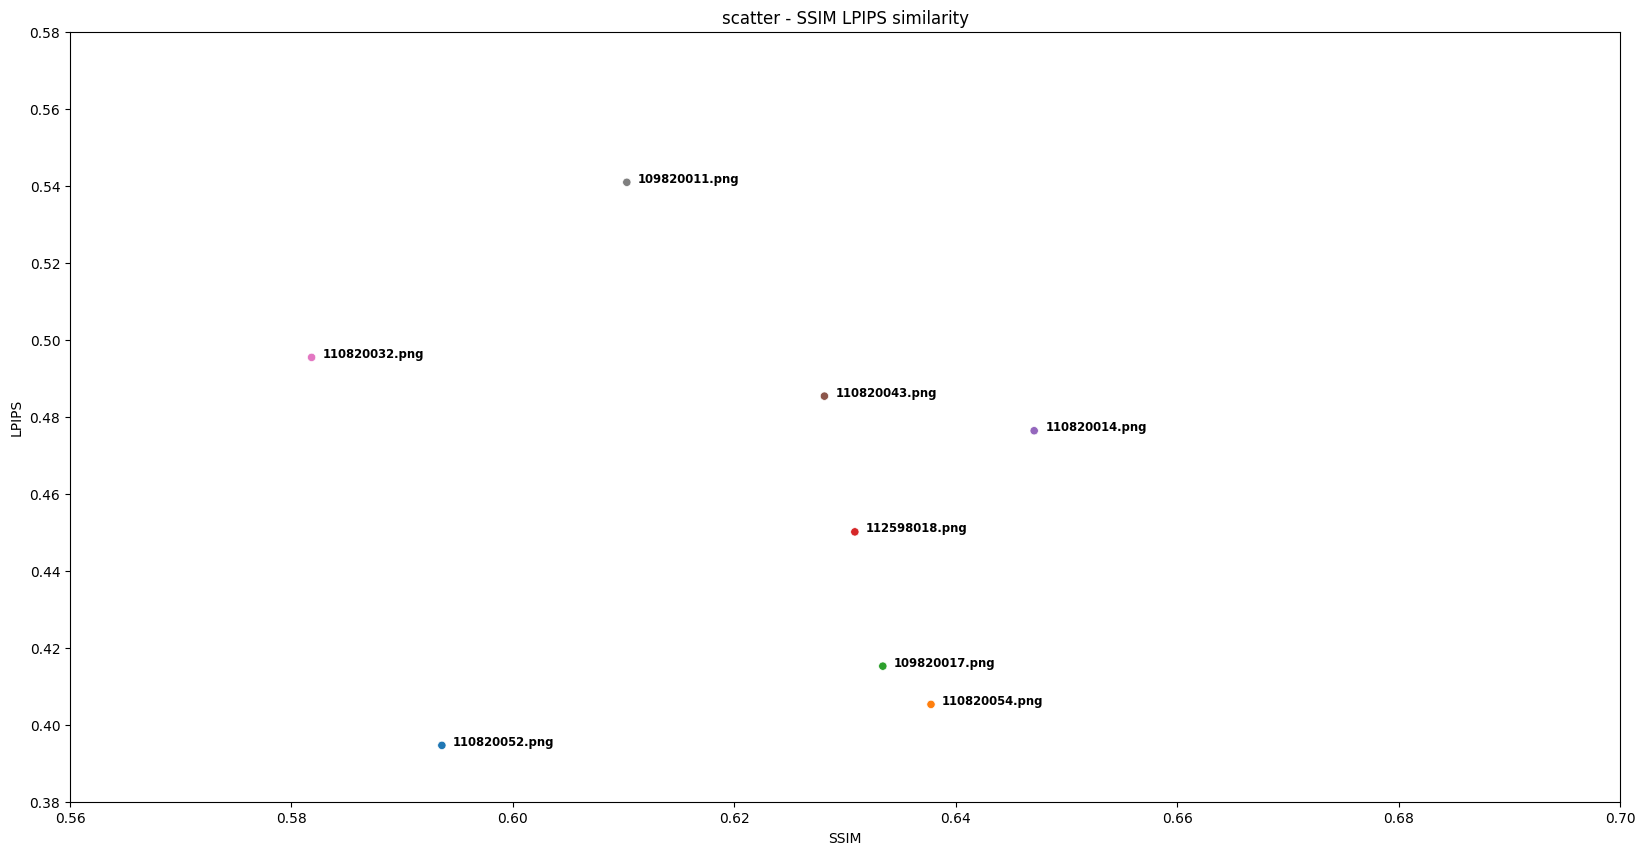 scatter - SSIM LPIPS similarity
0.58
0.56
0.54
0.52
0.50
0.48
0.46
0.44
0.42
0.40
0.38
LPIPS
109820011.png
110820032.png
110820043.png
110820014.png
112598018.png
109820017.png
110820054.png
110820052.png
0.56 0.58 0.60 0.62 0.64 0.66 0.68 0.70
SSIM